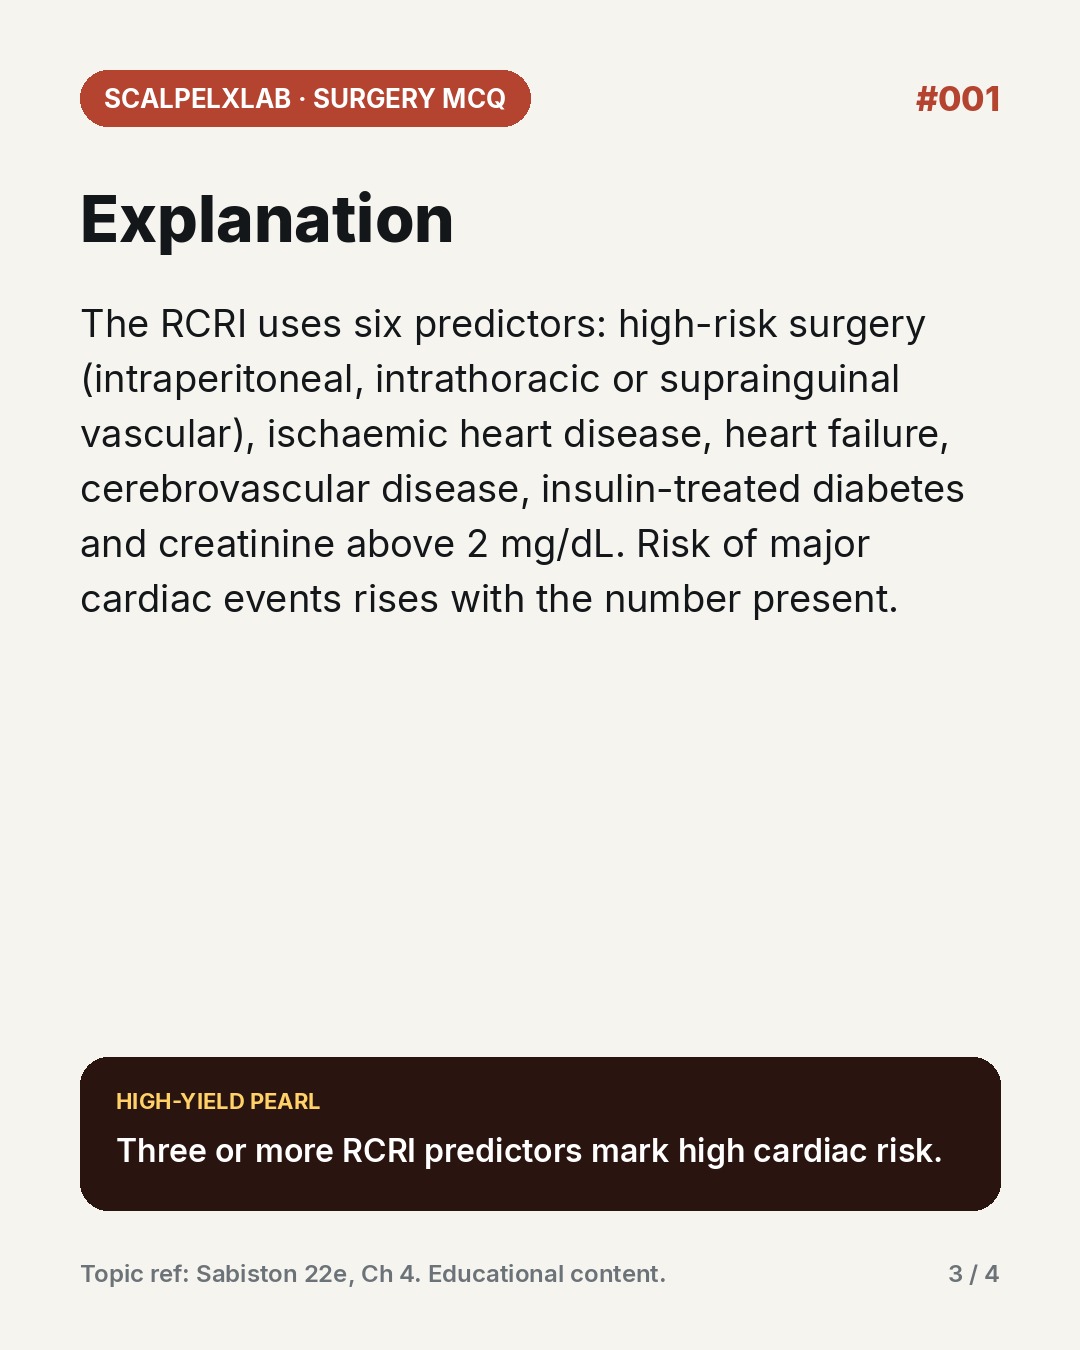 SCALPELXLAB · SURGERY MCQ
#001
Explanation
The RCRI uses six predictors: high-risk surgery
(intraperitoneal, intrathoracic or suprainguinal
vascular), ischaemic heart disease, heart failure,
cerebrovascular disease, insulin-treated diabetes
and creatinine above 2 mg/dL. Risk of major
cardiac events rises with the number present.
HIGH-YIELD PEARL
Three or more RCRI predictors mark high cardiac risk.
Topic ref: Sabiston 22e, Ch 4. Educational content.
3 / 4